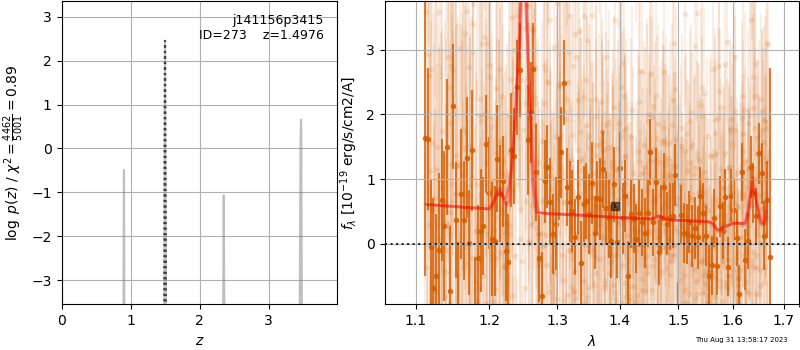 j141156p3415
ID=273 z=1.4976
log p(z) / χ² = 4462/5001 = 0.89
3
2
1
0
−1
−2
−3
0 1 2 3
z
f_λ [10⁻¹⁹ erg/s/cm2/A]
3
2
1
0
1.1 1.2 1.3 1.4 1.5 1.6 1.7
λ
Thu Aug 31 13:58:17 2023